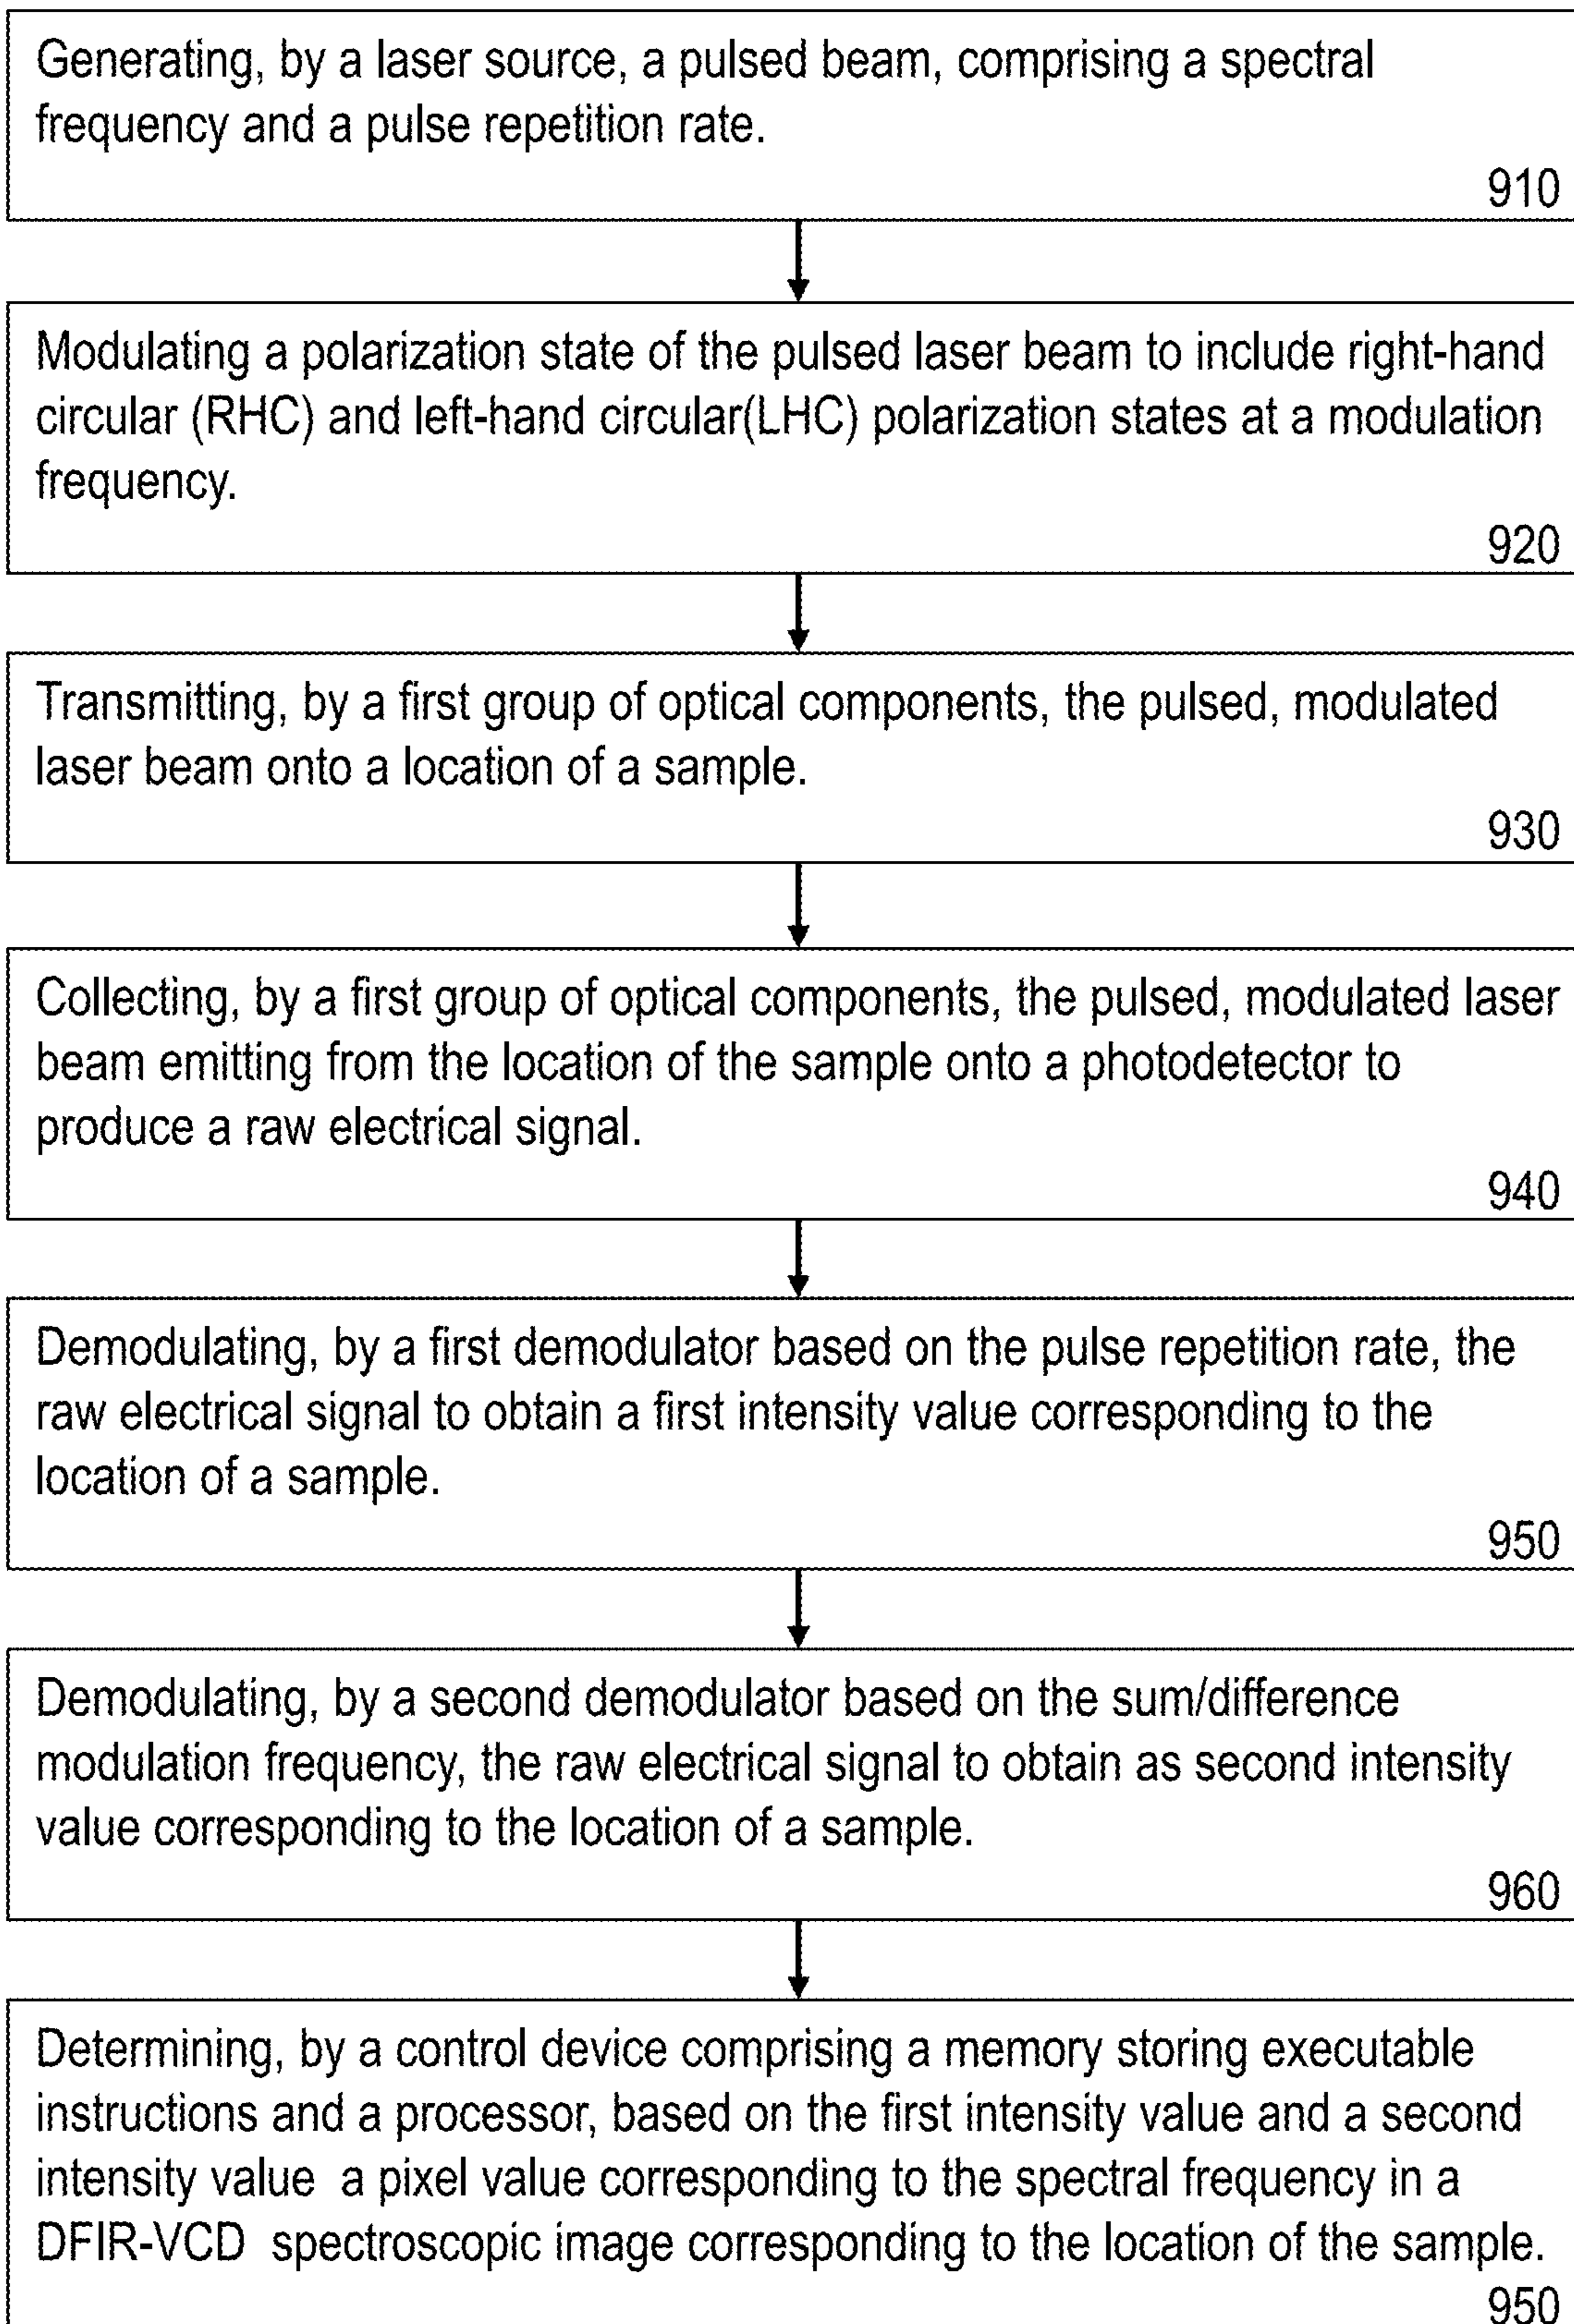 Generating, by a laser source, a pulsed beam, comprising a spectral
frequency and a pulse repetition rate.
910
Modulating a polarization state of the pulsed laser beam to include right-hand
circular (RHC) and left-hand circular(LHC) polarization states at a modulation
frequency.
920
Transmitting, by a first group of optical components, the pulsed, modulated
laser beam onto a location of a sample.
930
Collecting, by a first group of optical components, the pulsed, modulated laser
beam emitting from the location of the sample onto a photodetector to
produce a raw electrical signal.
940
Demodulating, by a first demodulator based on the pulse repetition rate, the
raw electrical signal to obtain a first intensity value corresponding to the
location of a sample.
950
Demodulating, by a second demodulator based on the sum/difference
modulation frequency, the raw electrical signal to obtain as second intensity
value corresponding to the location of a sample.
960
Determining, by a control device comprising a memory storing executable
instructions and a processor, based on the first intensity value and a second
intensity value  a pixel value corresponding to the spectral frequency in a
DFIR-VCD  spectroscopic image corresponding to the location of the sample.
950